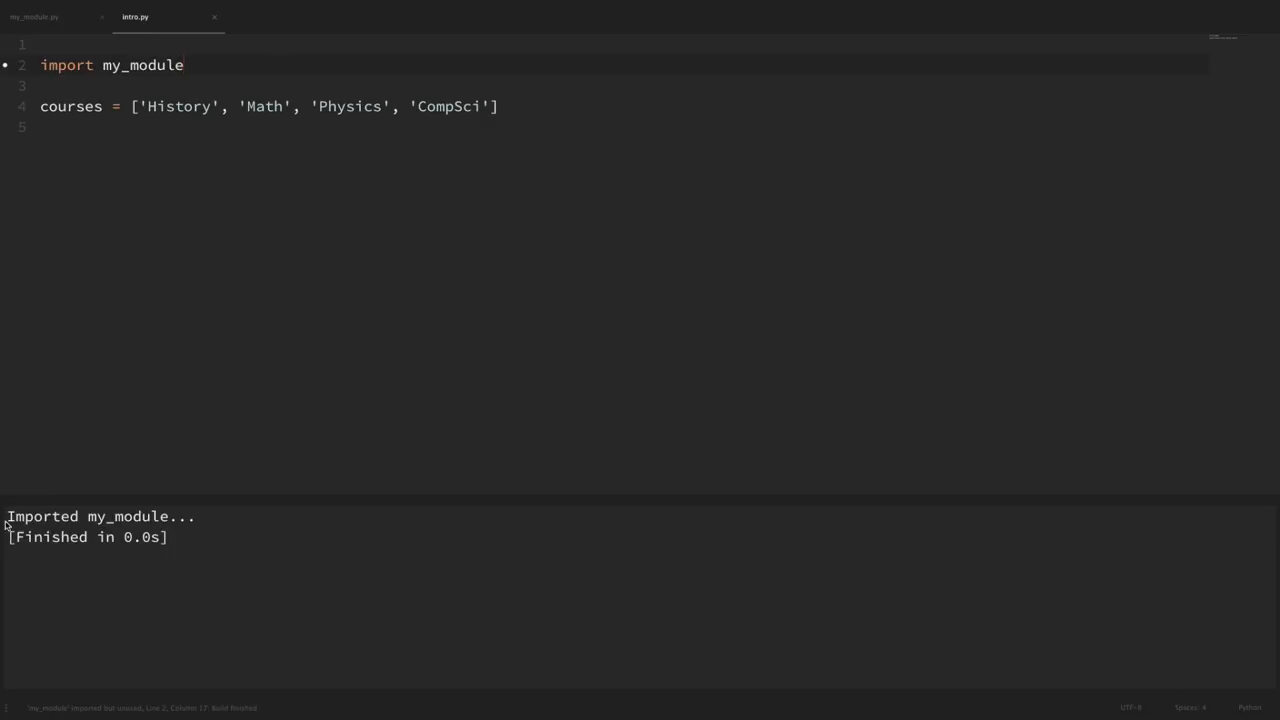 my_module.py × intro.py ×
1
2 import my_module
3
4 courses = ['History', 'Math', 'Physics', 'CompSci']
5
Imported my_module...
[Finished in 0.0s]
'my_module' imported but unused, Line 2, Column 17; Build finished UTF-8 Spaces: 4 Python